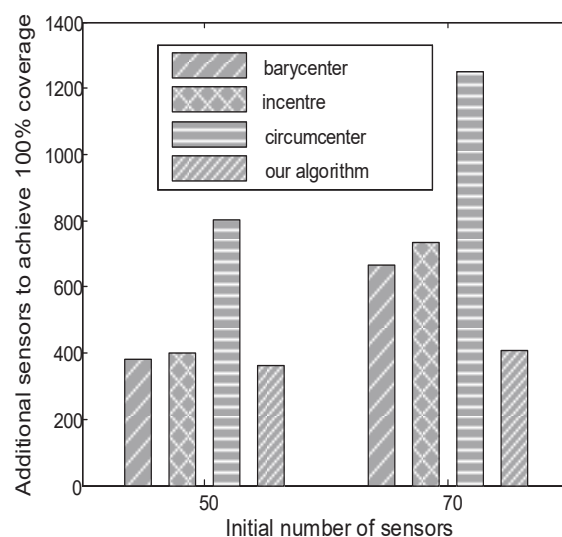 Additional sensors to achieve 100% coverage
1400
1200
1000
800
600
400
200
0
barycenter
incentre
circumcenter
our algorithm
50
70
Initial number of sensors